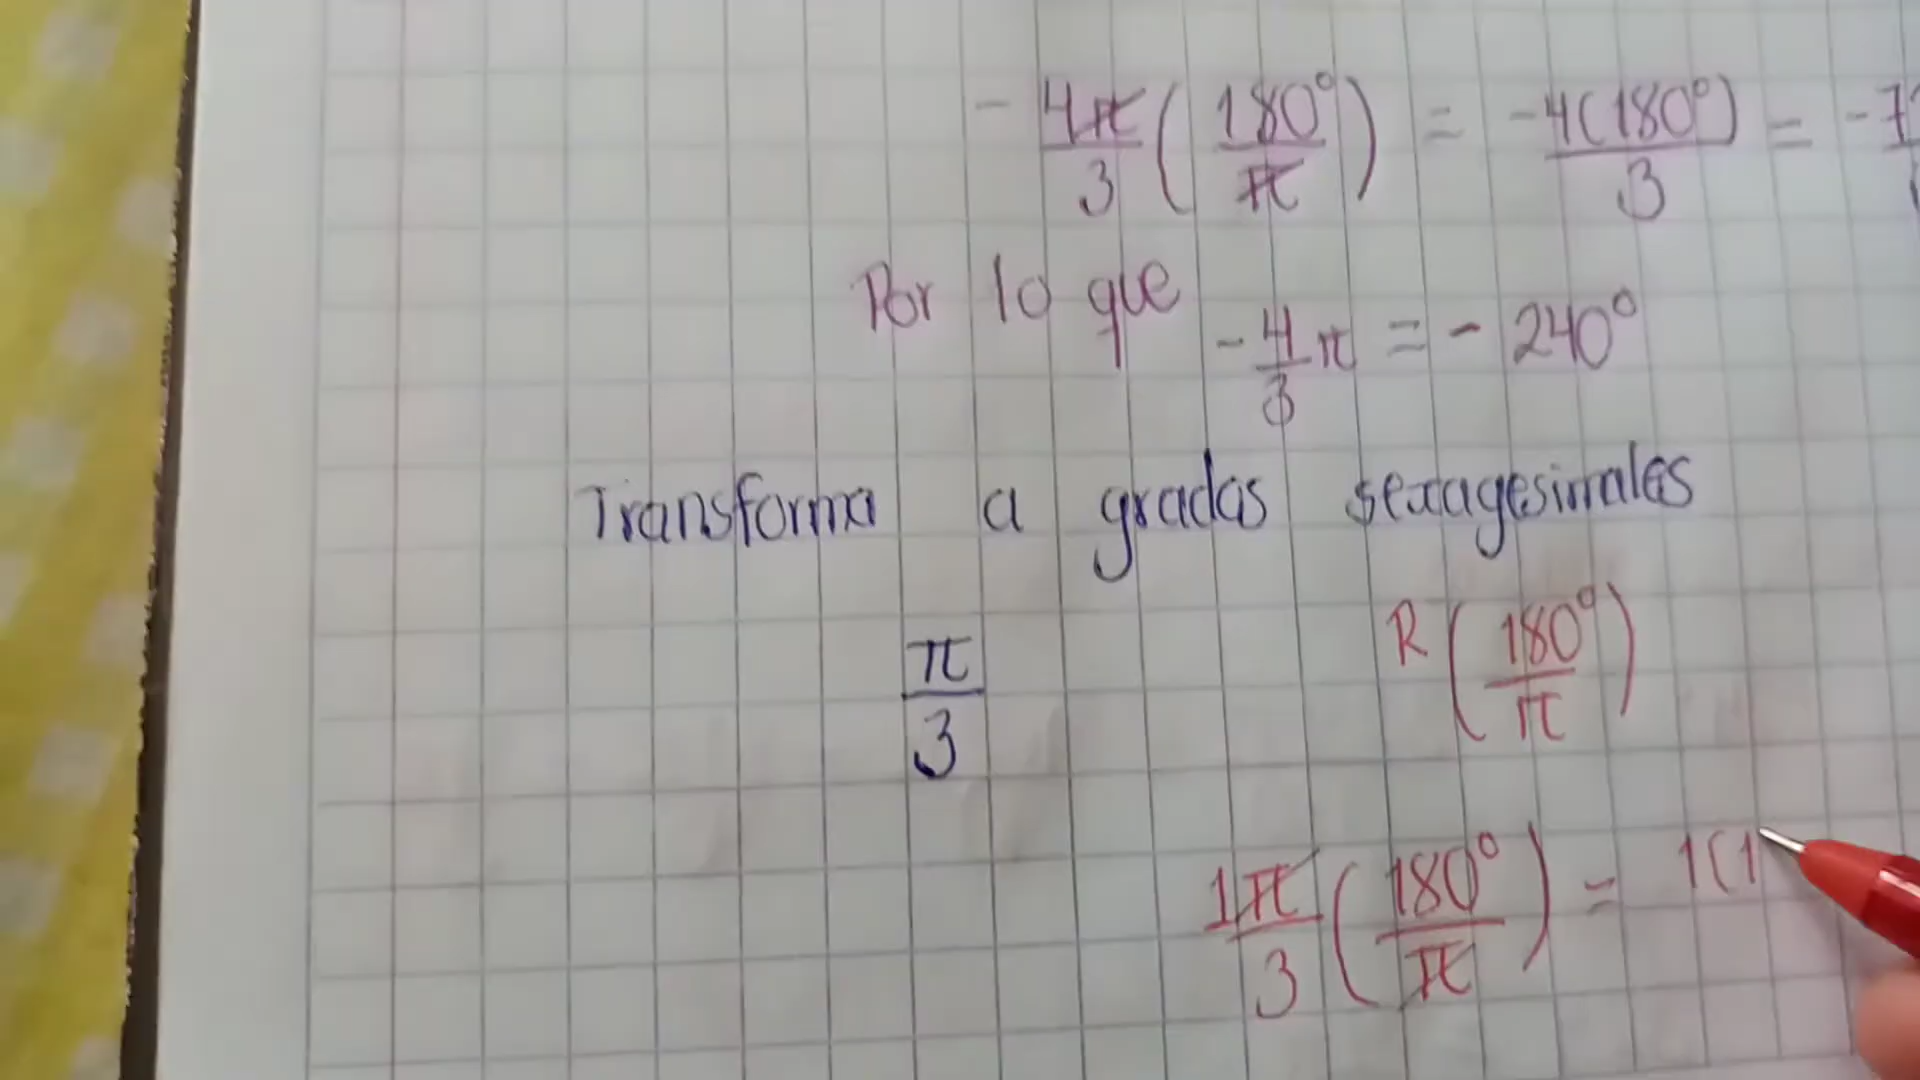 - 4π/3 ( 180°/π ) = -4(180°)/3 = -7
Por lo que
- 4/3 π = - 240°
Transforma a grados sexagesimales
π/3
R ( 180°/π )
1π/3 ( 180°/π ) = 1(1